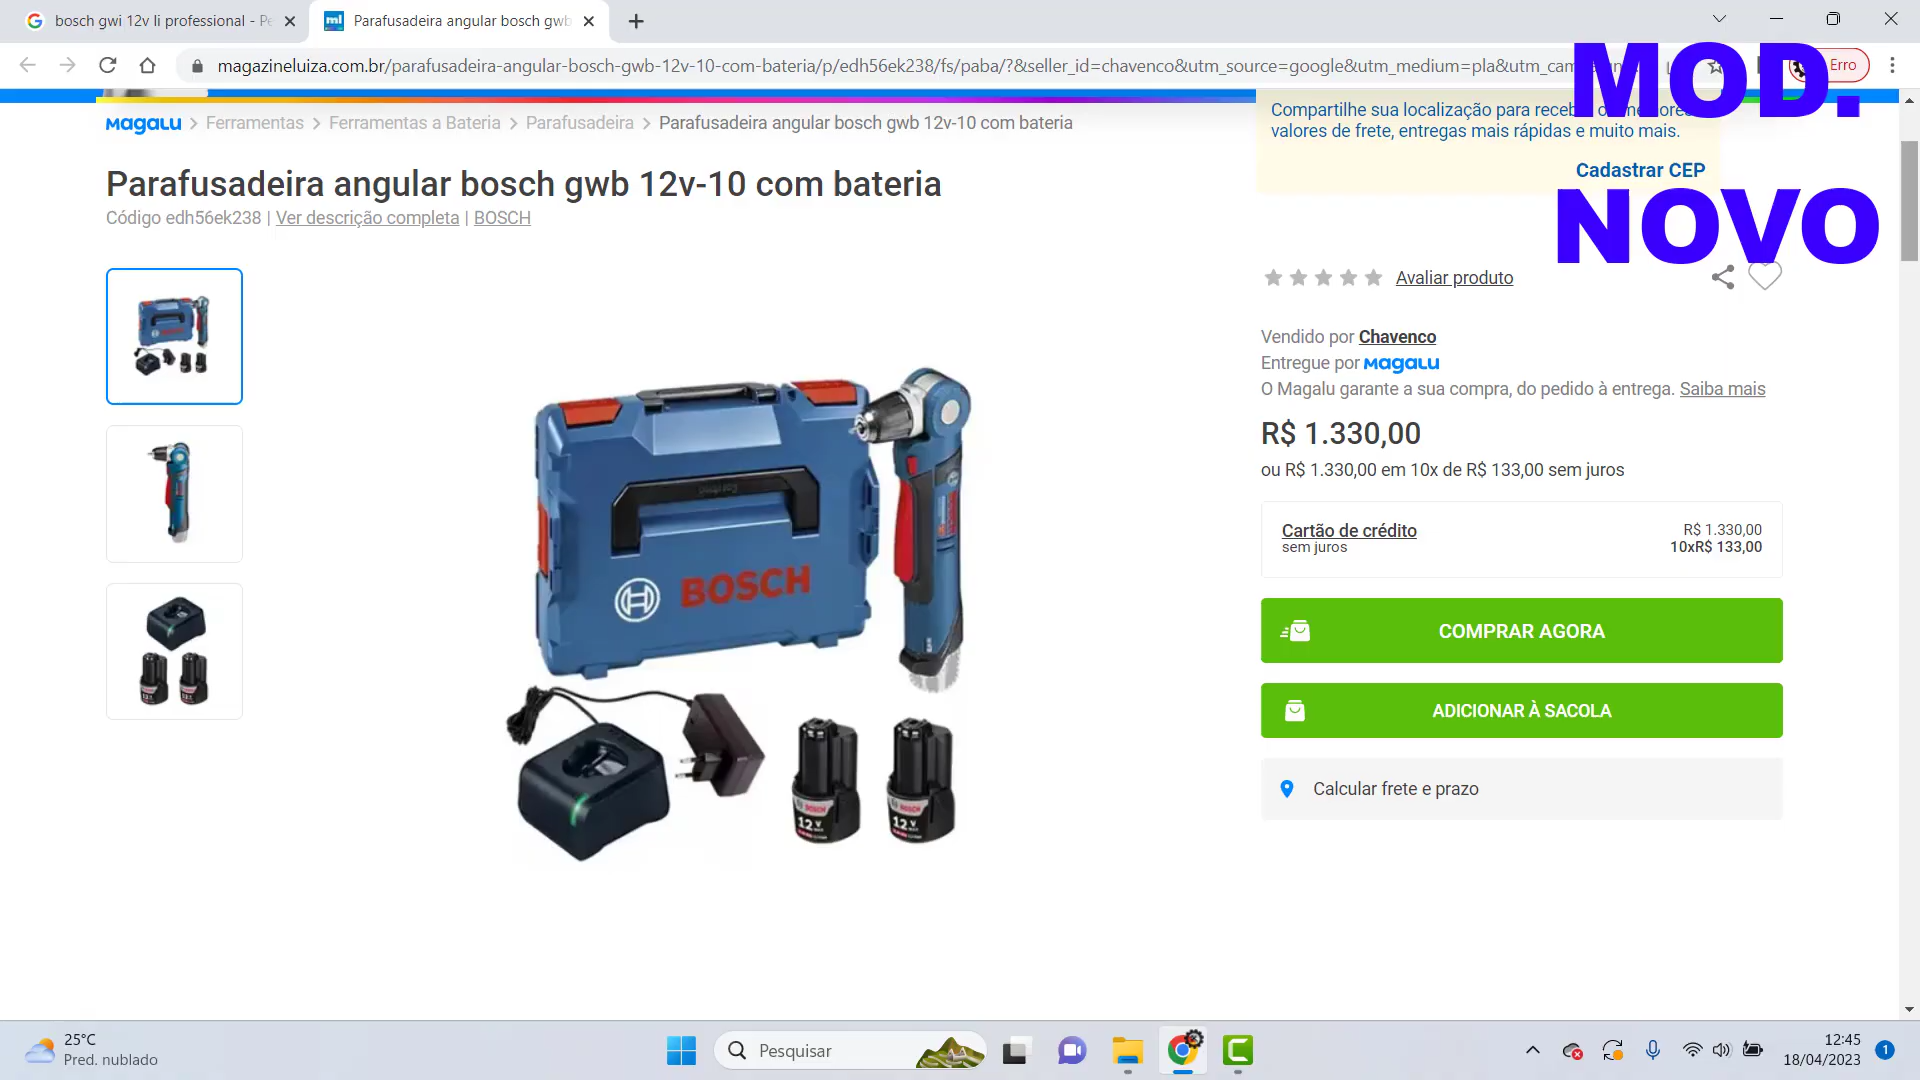 bosch gwi 12v li professional - Pe
Parafusadeira angular bosch gwb
magazineluiza.com.br/parafusadeira-angular-bosch-gwb-12v-10-com-bateria/p/edh56ek238/fs/paba/?&seller_id=chavenco&utm_source=google&utm_medium=pla&utm_cam
Erro
MOD.
NOVO
Magalu
Ferramentas
Ferramentas a Bateria
Parafusadeira
Parafusadeira angular bosch gwb 12v-10 com bateria
Compartilhe sua localização para receber os melhores
valores de frete, entregas mais rápidas e muito mais.
Cadastrar CEP
Parafusadeira angular bosch gwb 12v-10 com bateria
Código edh56ek238 | Ver descrição completa | BOSCH
Avaliar produto
Vendido por Chavenco
Entregue por Magalu
O Magalu garante a sua compra, do pedido à entrega. Saiba mais
R$ 1.330,00
ou R$ 1.330,00 em 10x de R$ 133,00 sem juros
Cartão de crédito
sem juros
R$ 1.330,00
10xR$ 133,00
COMPRAR AGORA
ADICIONAR À SACOLA
Calcular frete e prazo
BOSCH
BOSCH
12V
BOSCH
12V
25°C
Pred. nublado
Pesquisar
12:45
18/04/2023
1